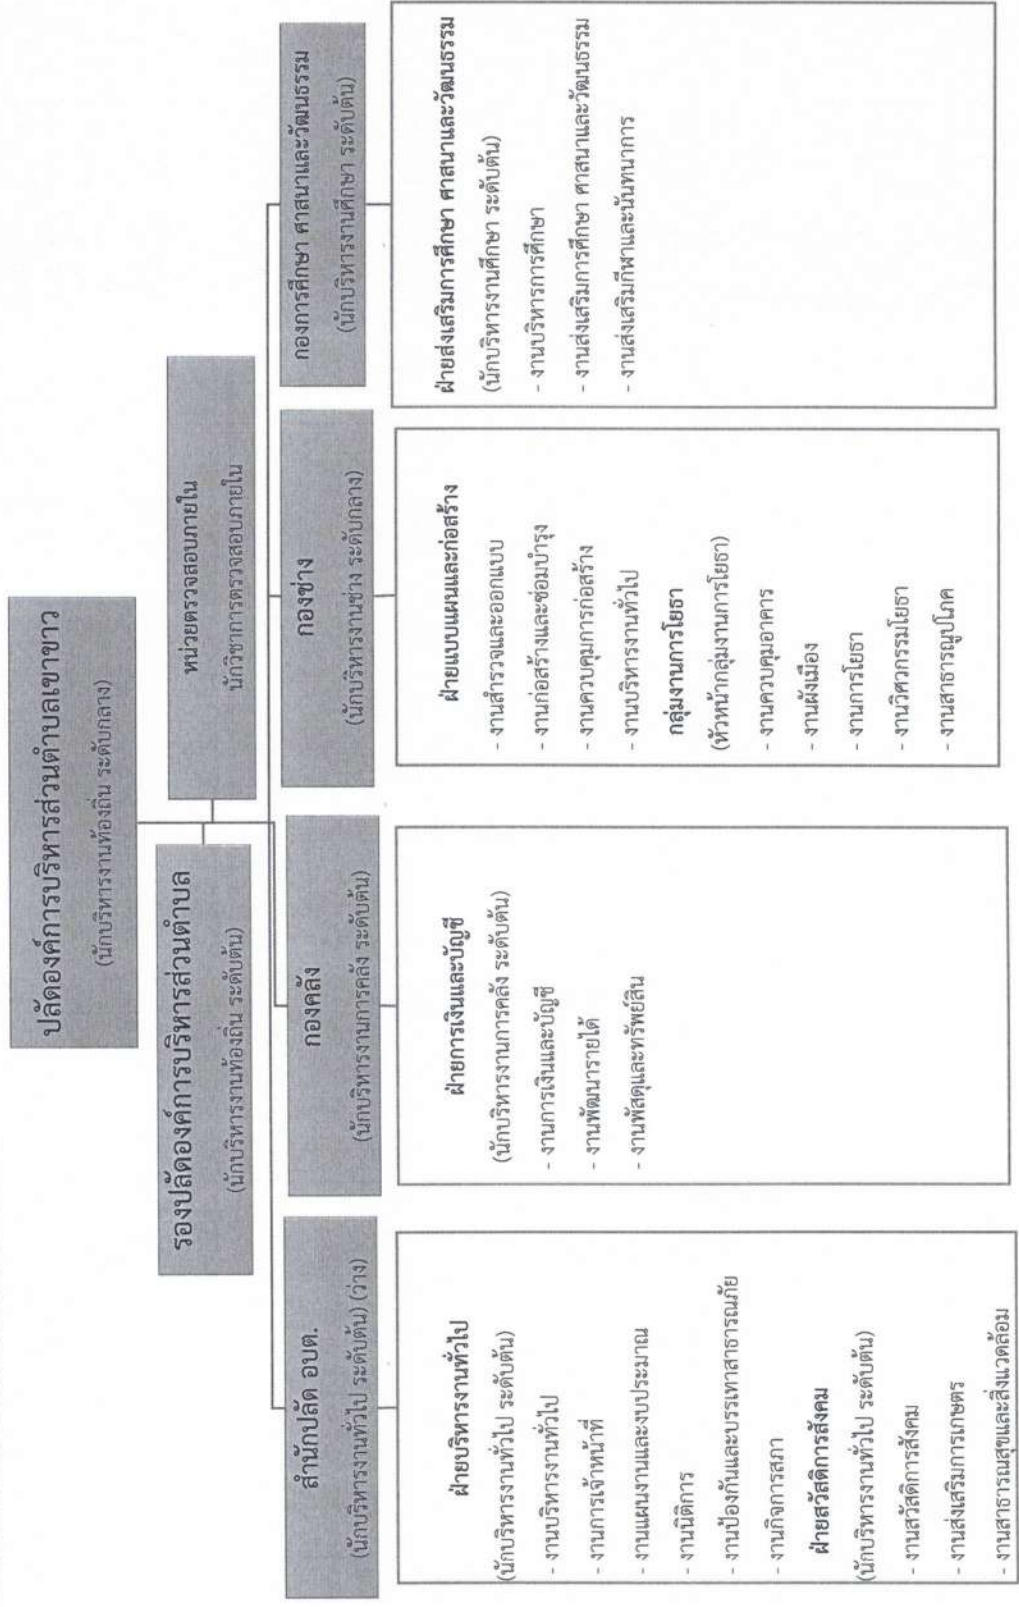 ปลัดองค์การบริหารส่วนตำบลเขาขาว
(นักบริหารงานท้องถิ่น ระดับกลาง)
รองปลัดองค์การบริหารส่วนตำบล
(นักบริหารงานท้องถิ่น ระดับต้น)
หน่วยตรวจสอบภายใน
นักวิชาการตรวจสอบภายใน
สำนักปลัด อบต.
(นักบริหารงานทั่วไป ระดับต้น) (ว่าง)
กองคลัง
(นักบริหารงานการคลัง ระดับต้น)
กองช่าง
(นักบริหารงานช่าง ระดับกลาง)
กองการศึกษา ศาสนาและวัฒนธรรม
(นักบริหารงานศึกษา ระดับต้น)
ฝ่ายบริหารงานทั่วไป
(นักบริหารงานทั่วไป ระดับต้น)
- งานบริหารงานทั่วไป
- งานการเจ้าหน้าที่
- งานแผนงานและงบประมาณ
- งานนิติการ
- งานป้องกันและบรรเทาสาธารณภัย
- งานกิจการสภา
ฝ่ายสวัสดิการสังคม
(นักบริหารงานทั่วไป ระดับต้น)
- งานสวัสดิการสังคม
- งานส่งเสริมการเกษตร
- งานสาธารณสุขและสิ่งแวดล้อม
ฝ่ายการเงินและบัญชี
(นักบริหารงานการคลัง ระดับต้น)
- งานการเงินและบัญชี
- งานพัฒนารายได้
- งานพัสดุและทรัพย์สิน
ฝ่ายแบบแผนและก่อสร้าง
- งานสำรวจและออกแบบ
- งานก่อสร้างและซ่อมบำรุง
- งานควบคุมการก่อสร้าง
- งานบริหารงานทั่วไป
กลุ่มงานการโยธา
(หัวหน้ากลุ่มงานการโยธา)
- งานควบคุมอาคาร
- งานผังเมือง
- งานการโยธา
- งานวิศวกรรมโยธา
- งานสาธารณูปโภค
ฝ่ายส่งเสริมการศึกษา ศาสนาและวัฒนธรรม
(นักบริหารงานศึกษา ระดับต้น)
- งานบริหารการศึกษา
- งานส่งเสริมการศึกษา ศาสนาและวัฒนธรรม
- งานส่งเสริมกีฬาและนันทนาการ